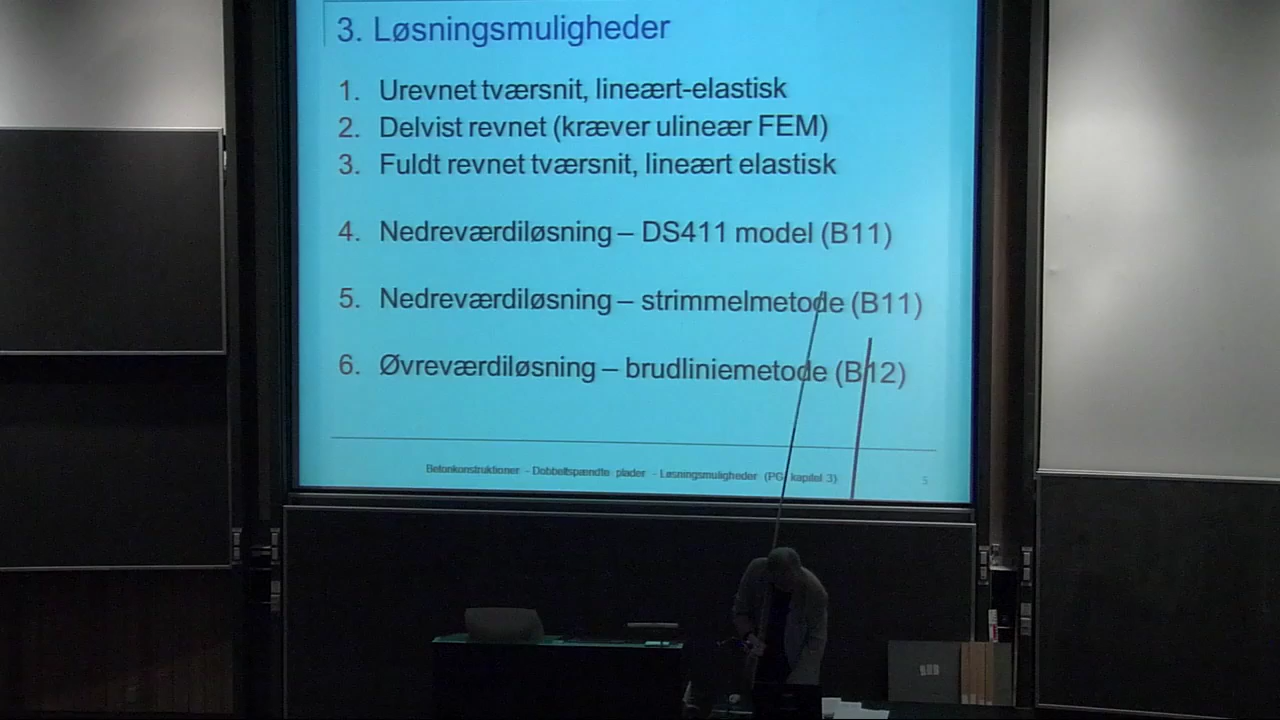 3. Løsningsmuligheder
1. Urevnet tværsnit, lineært-elastisk
2. Delvist revnet (kræver ulineær FEM)
3. Fuldt revnet tværsnit, lineært elastisk
4. Nedreværdiløsning – DS411 model (B11)
5. Nedreværdiløsning – strimmelmetode (B11)
6. Øvreværdiløsning – brudliniemetode (B12)
Betonkonstruktioner - Dobbeltspændte plader - Løsningsmuligheder (PG kapitel 3) 5